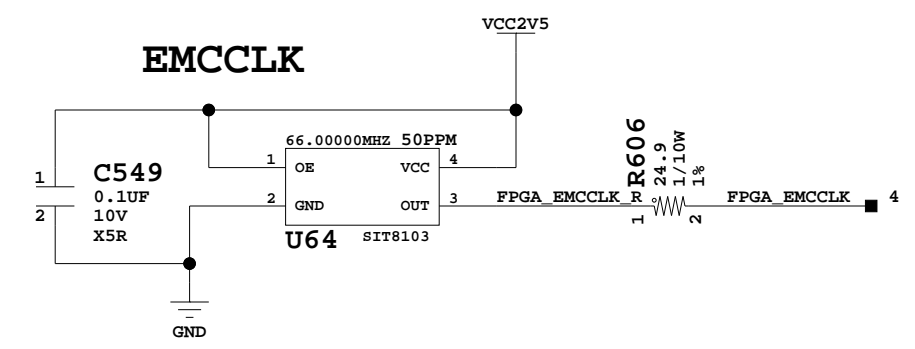 VCC2V5
EMCCLK
66.00000MHZ 50PPM
1 OE VCC 4
2 GND OUT 3
U64 SIT8103
1
2
C549
0.1UF
10V
X5R
GND
FPGA_EMCCLK_R
R606
24.9
1/10W
1%
1
2
FPGA_EMCCLK
4